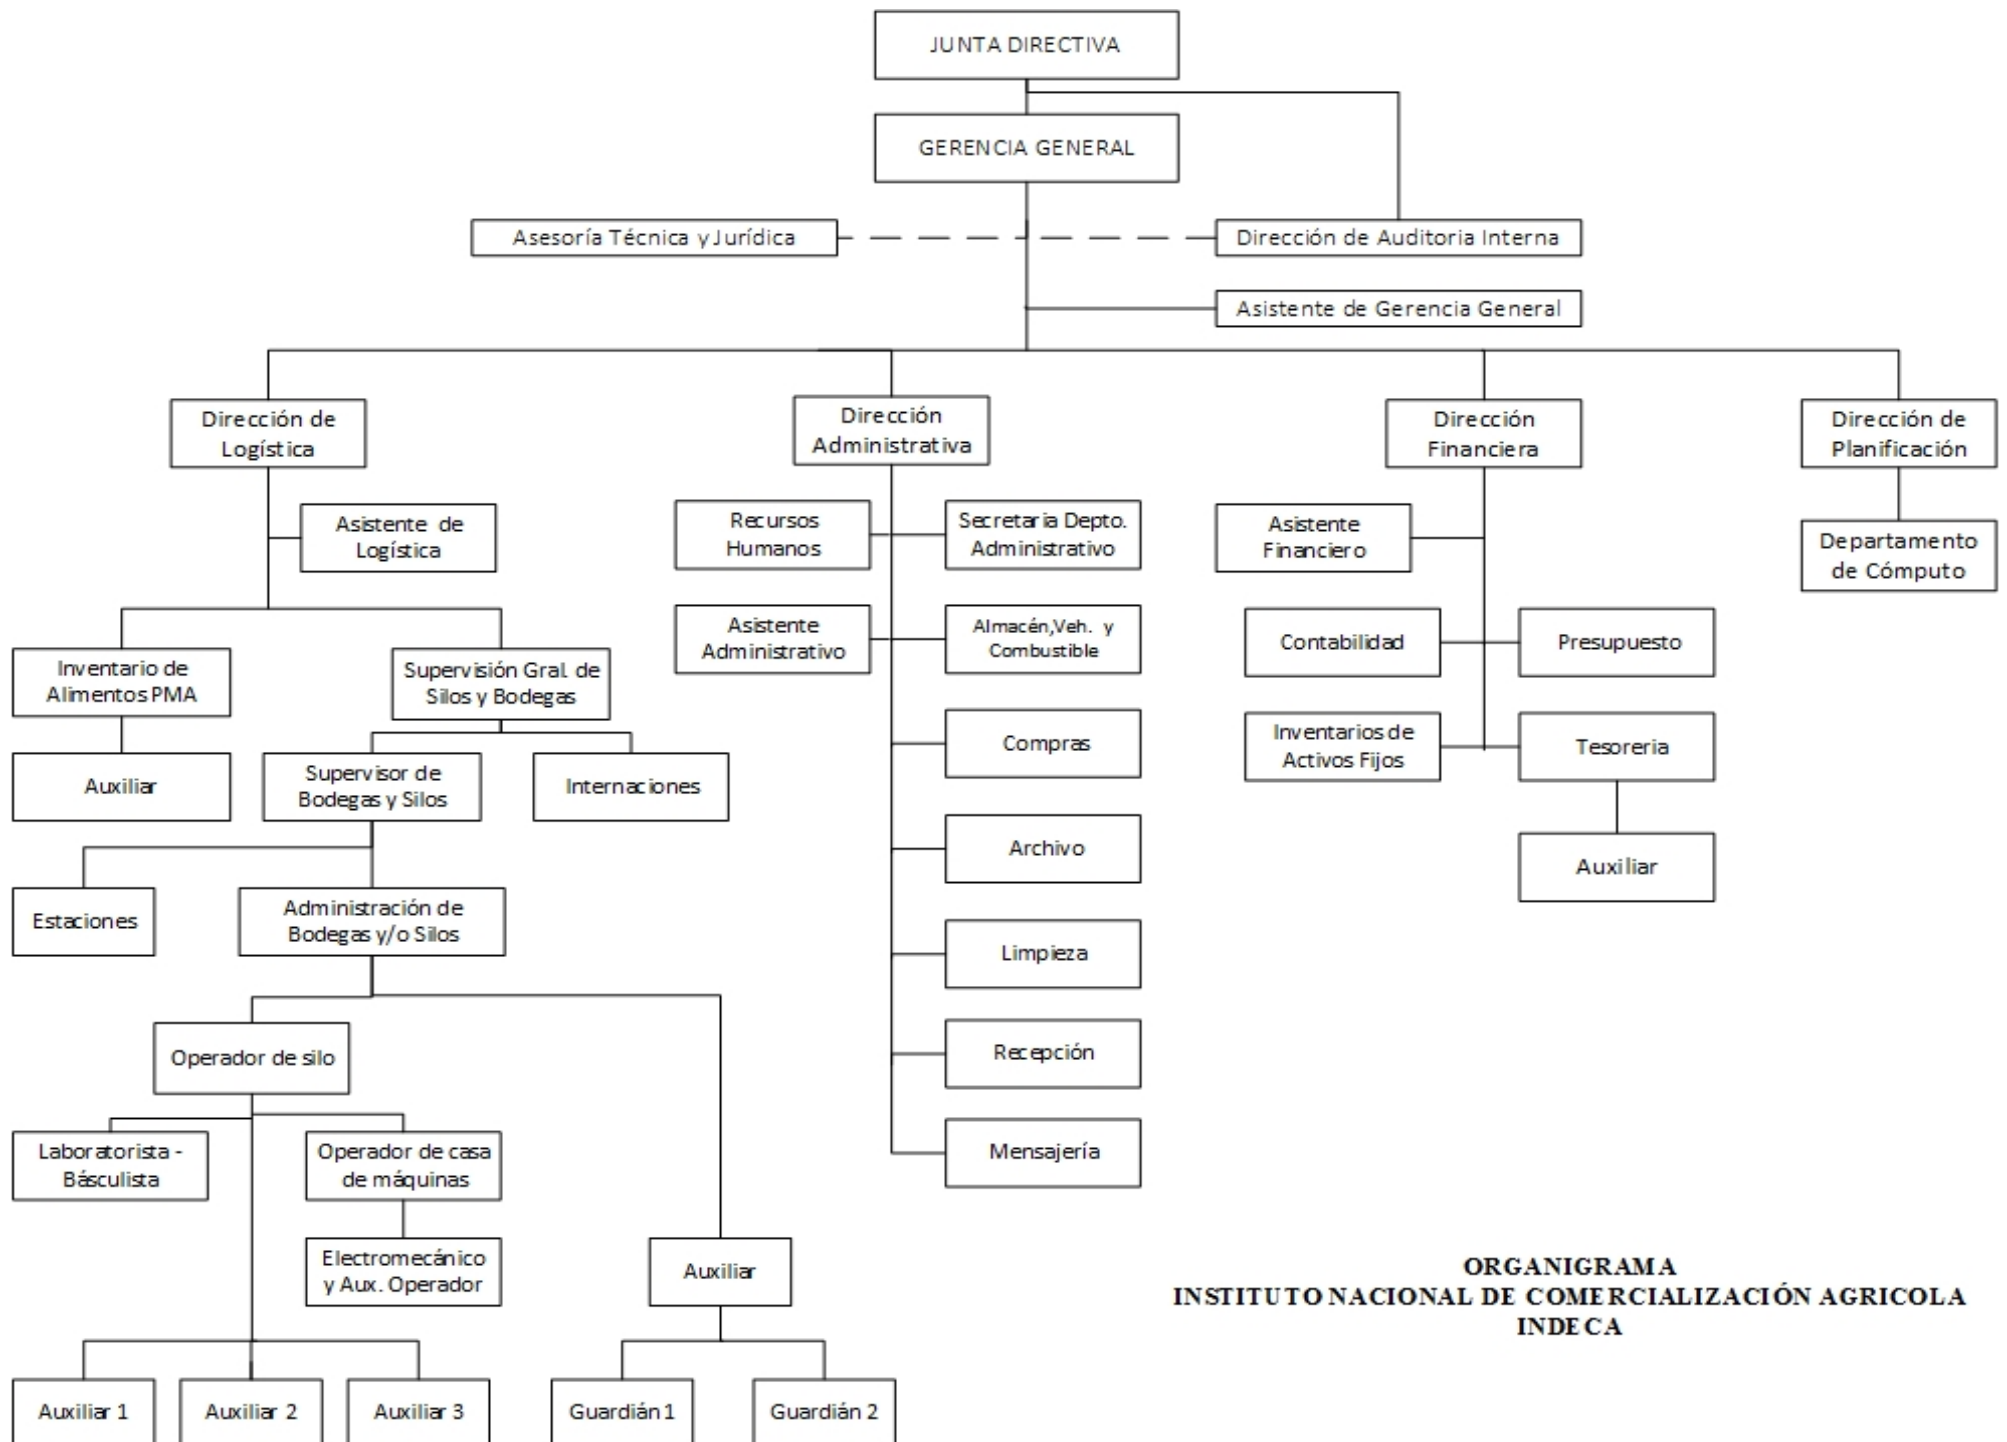 JUNTA DIRECTIVA
GERENCIA GENERAL
Asesoría Técnica y Jurídica
Dirección de Auditoria Interna
Asistente de Gerencia General
Dirección de
Logística
Dirección
Administrativa
Dirección
Financiera
Dirección de
Planificación
Asistente de
Logística
Recursos
Humanos
Secretaria Depto.
Administrativo
Asistente
Financiero
Departamento
de Cómputo
Asistente
Administrativo
Almacén,Veh. y
Combustible
Contabilidad
Presupuesto
Inventario de
Alimentos PMA
Supervisión Gral. de
Silos y Bodegas
Compras
Inventarios de
Activos Fijos
Tesoreria
Auxiliar
Supervisor de
Bodegas y Silos
Internaciones
Archivo
Auxiliar
Estaciones
Administración de
Bodegas y/o Silos
Limpieza
Operador de silo
Recepción
Laboratorista -
Básculista
Operador de casa
de máquinas
Mensajería
Electromecánico
y Aux. Operador
Auxiliar
ORGANIGRAMA
INSTITUTO NACIONAL DE COMERCIALIZACIÓN AGRICOLA
INDECA
Auxiliar 1
Auxiliar 2
Auxiliar 3
Guardián 1
Guardián 2